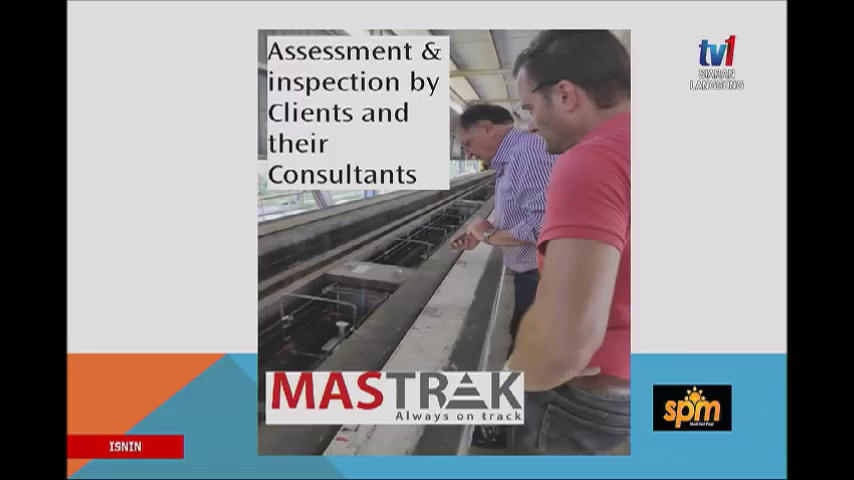 Assessment &
inspection by
Clients and
their
Consultants
tv1
SIARAN
LANGSUNG
MASTRAK
Always on track
spm
ISNIN